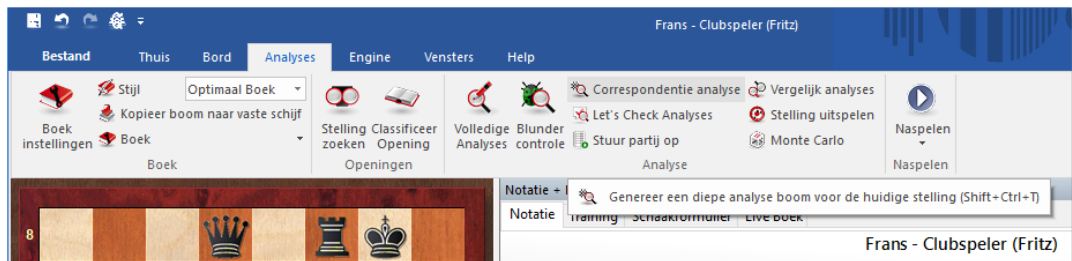 Frans - Clubspeler (Fritz)
Bestand Thuis Bord Analyses Engine Vensters Help
Stijl Optimaal Boek
Kopieer boom naar vaste schijf
Boek
Boek
instellingen
Boek
Stelling
zoeken
Classificeer
Opening
Openingen
Volledige
Analyses
Blunder
controle
Correspondentie analyse
Let's Check Analyses
Stuur partij op
Vergelijk analyses
Stelling uitspelen
Monte Carlo
Analyse
Naspelen
Naspelen
Notatie +
Genereer een diepe analyse boom voor de huidige stelling (Shift+Ctrl+T)
Notatie Training Schaakformulier Live Boek
8
Frans - Clubspeler (Fritz)